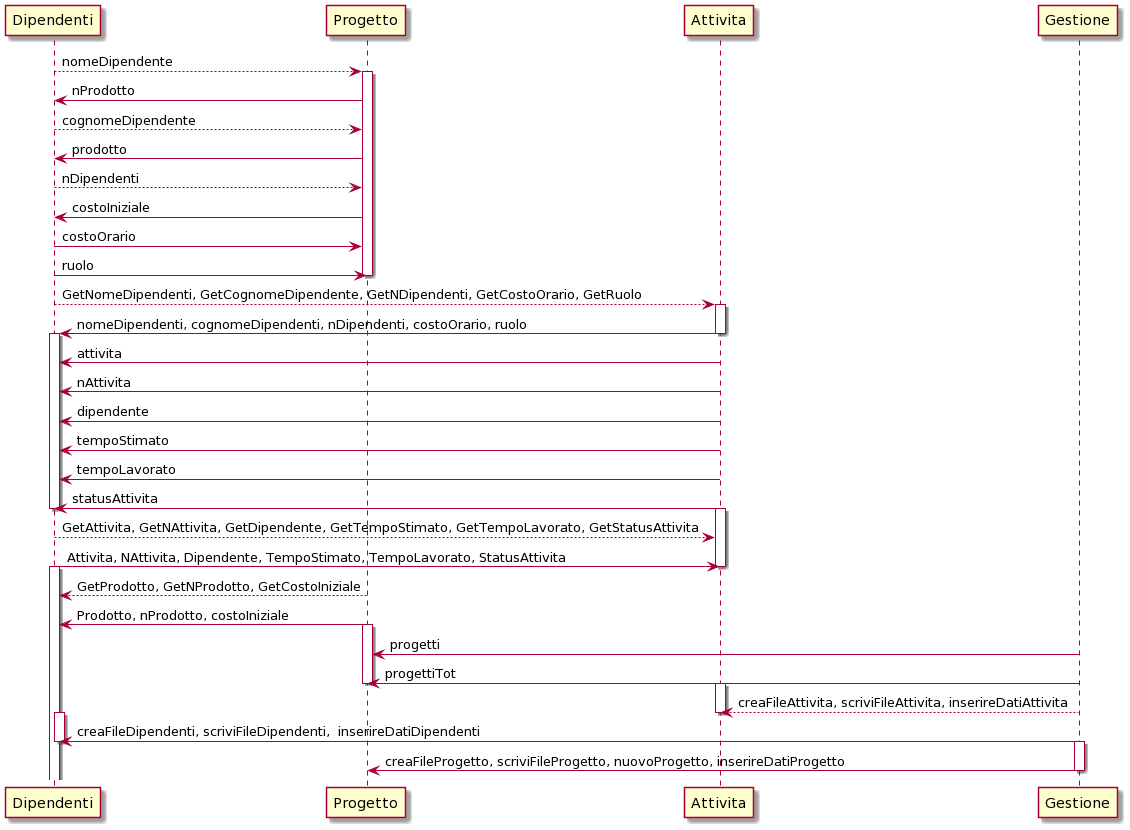 Dipendenti Progetto Attivita Gestione
nomeDipendente
nProdotto
cognomeDipendente
prodotto
nDipendenti
costoIniziale
costoOrario
ruolo
GetNomeDipendenti, GetCognomeDipendente, GetNDipendenti, GetCostoOrario, GetRuolo
nomeDipendenti, cognomeDipendenti, nDipendenti, costoOrario, ruolo
attivita
nAttivita
dipendente
tempoStimato
tempoLavorato
statusAttivita
GetAttivita, GetNAttivita, GetDipendente, GetTempoStimato, GetTempoLavorato, GetStatusAttivita
Attivita, NAttivita, Dipendente, TempoStimato, TempoLavorato, StatusAttivita
GetProdotto, GetNProdotto, GetCostoIniziale
Prodotto, nProdotto, costoIniziale
progetti
progettiTot
creaFileAttivita, scriviFileAttivita, inserireDatiAttivita
creaFileDipendenti, scriviFileDipendenti, inserireDatiDipendenti
creaFileProgetto, scriviFileProgetto, nuovoProgetto, inserireDatiProgetto
Dipendenti Progetto Attivita Gestione